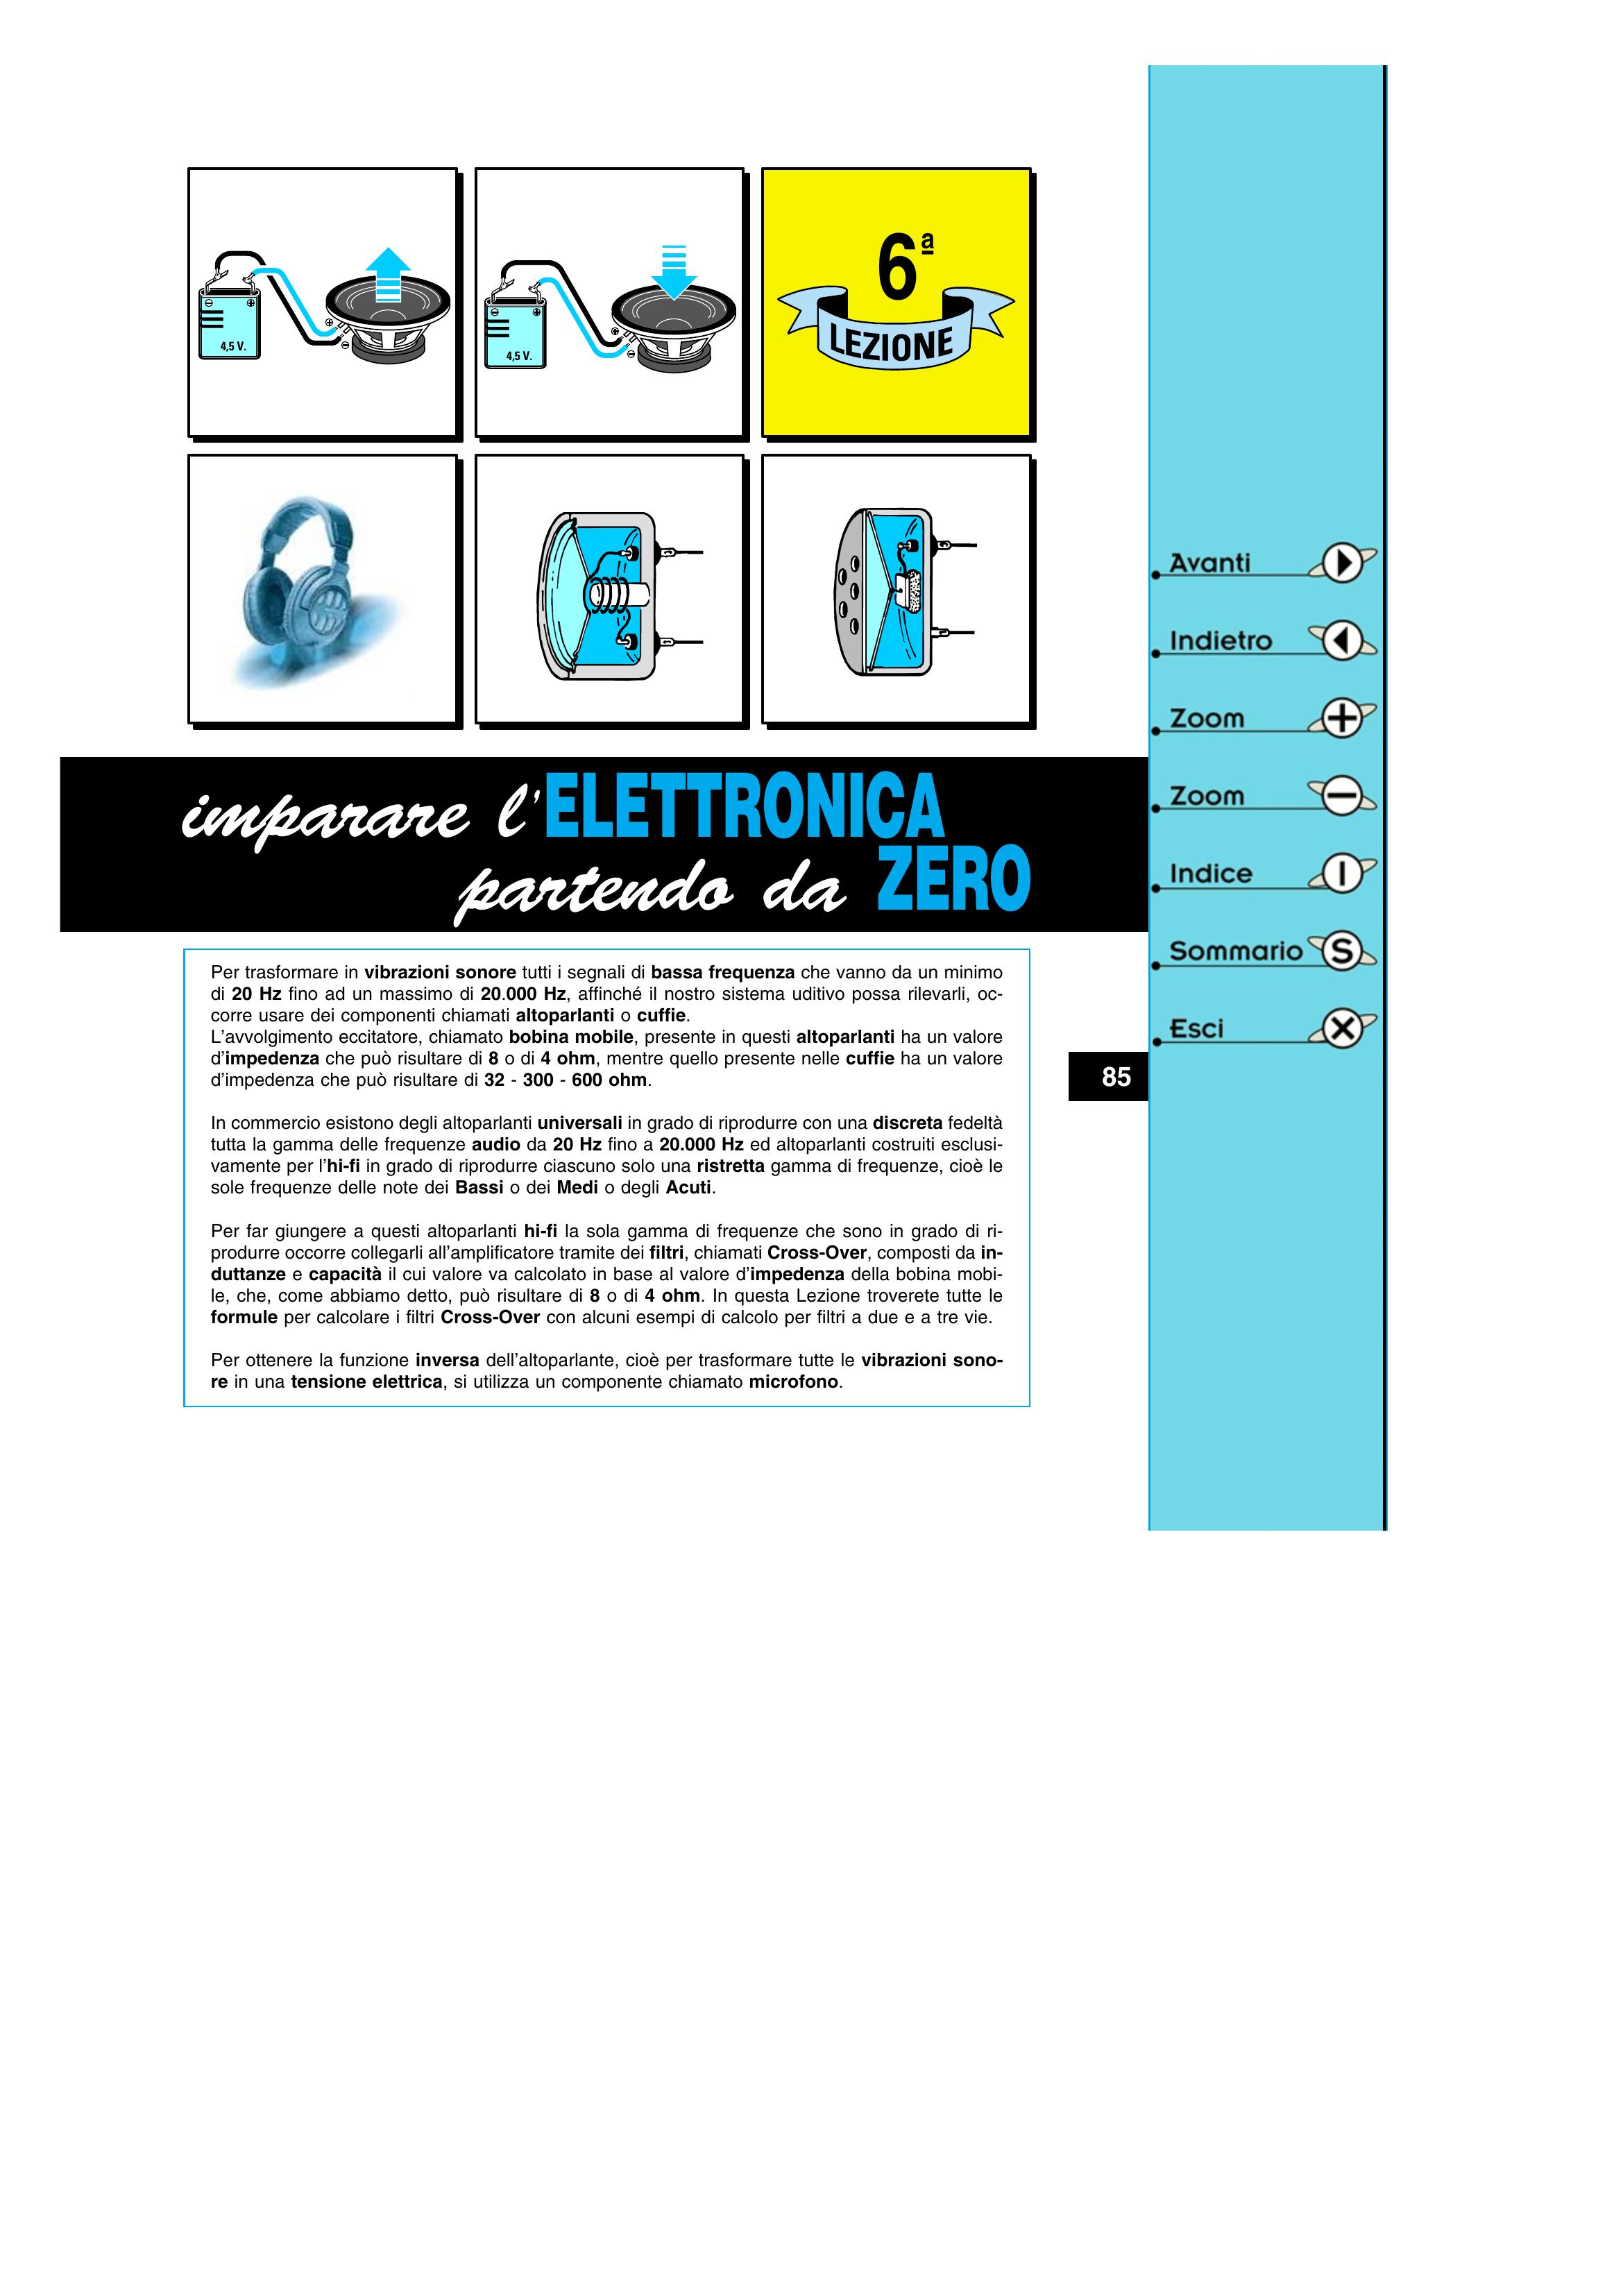 4,5 V.
4,5 V.
6ª
LEZIONE
imparare l'ELETTRONICA
partendo da ZERO
Per trasformare in vibrazioni sonore tutti i segnali di bassa frequenza che vanno da un minimo
di 20 Hz fino ad un massimo di 20.000 Hz, affinché il nostro sistema uditivo possa rilevarli, oc-
corre usare dei componenti chiamati altoparlanti o cuffie.
L'avvolgimento eccitatore, chiamato bobina mobile, presente in questi altoparlanti ha un valore
d'impedenza che può risultare di 8 o di 4 ohm, mentre quello presente nelle cuffie ha un valore
d'impedenza che può risultare di 32 - 300 - 600 ohm.
In commercio esistono degli altoparlanti universali in grado di riprodurre con una discreta fedeltà
tutta la gamma delle frequenze audio da 20 Hz fino a 20.000 Hz ed altoparlanti costruiti esclusi-
vamente per l'hi-fi in grado di riprodurre ciascuno solo una ristretta gamma di frequenze, cioè le
sole frequenze delle note dei Bassi o dei Medi o degli Acuti.
Per far giungere a questi altoparlanti hi-fi la sola gamma di frequenze che sono in grado di ri-
produrre occorre collegarli all'amplificatore tramite dei filtri, chiamati Cross-Over, composti da in-
duttanze e capacità il cui valore va calcolato in base al valore d'impedenza della bobina mobi-
le, che, come abbiamo detto, può risultare di 8 o di 4 ohm. In questa Lezione troverete tutte le
formule per calcolare i filtri Cross-Over con alcuni esempi di calcolo per filtri a due e a tre vie.
Per ottenere la funzione inversa dell'altoparlante, cioè per trasformare tutte le vibrazioni sono-
re in una tensione elettrica, si utilizza un componente chiamato microfono.
85
Avanti
Indietro
Zoom +
Zoom −
Indice I
Sommario S
Esci X